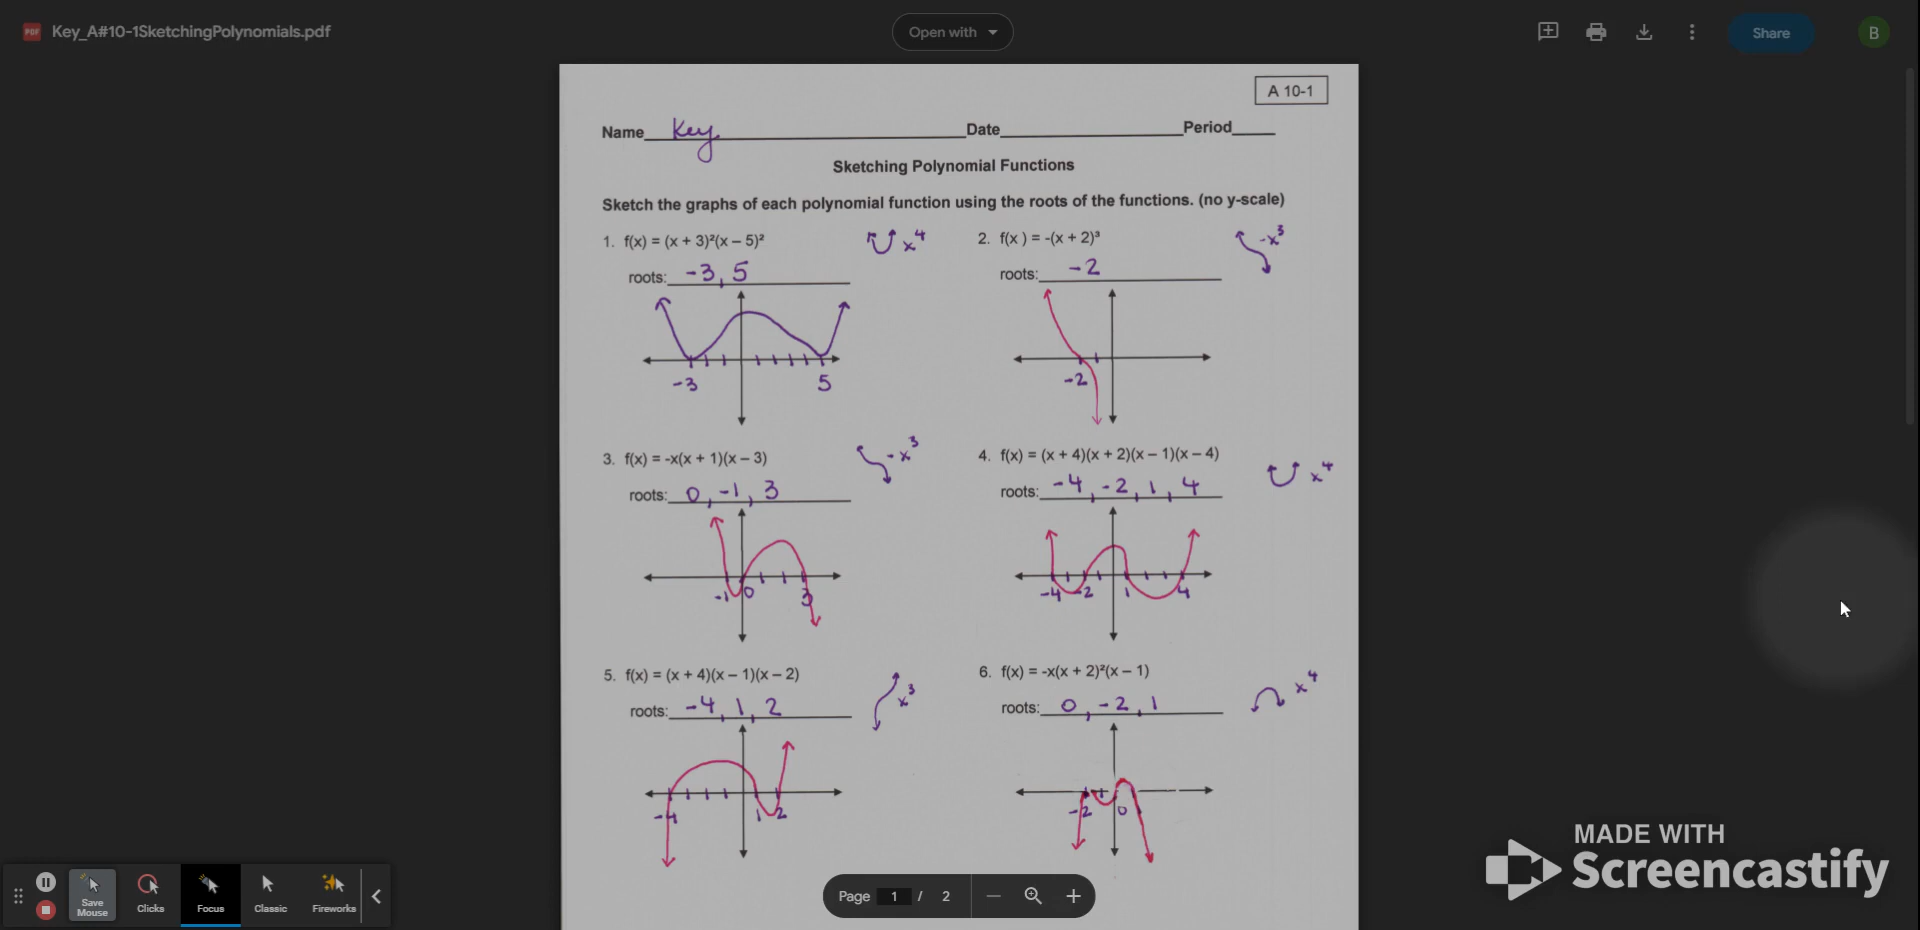 Key_A#10-1SketchingPolynomials.pdf
Open with
Share
B
A 10-1
Name Key Date Period
Sketching Polynomial Functions
Sketch the graphs of each polynomial function using the roots of the functions. (no y-scale)
1. f(x) = (x + 3)²(x – 5)²
x⁴
roots: -3, 5
-3
5
2. f(x ) = -(x + 2)³
-x³
roots: -2
-2
3. f(x) = -x(x + 1)(x – 3)
-x³
roots: 0, -1, 3
-1 0 3
4. f(x) = (x + 4)(x + 2)(x – 1)(x – 4)
x⁴
roots: -4, -2, 1, 4
-4 -2 1 4
5. f(x) = (x + 4)(x – 1)(x – 2)
x³
roots: -4, 1, 2
-4 1 2
6. f(x) = -x(x + 2)²(x – 1)
x⁴
roots: 0, -2, 1
-2 0
Save Mouse
Clicks
Focus
Classic
Fireworks
Page 1 / 2
MADE WITH
Screencastify